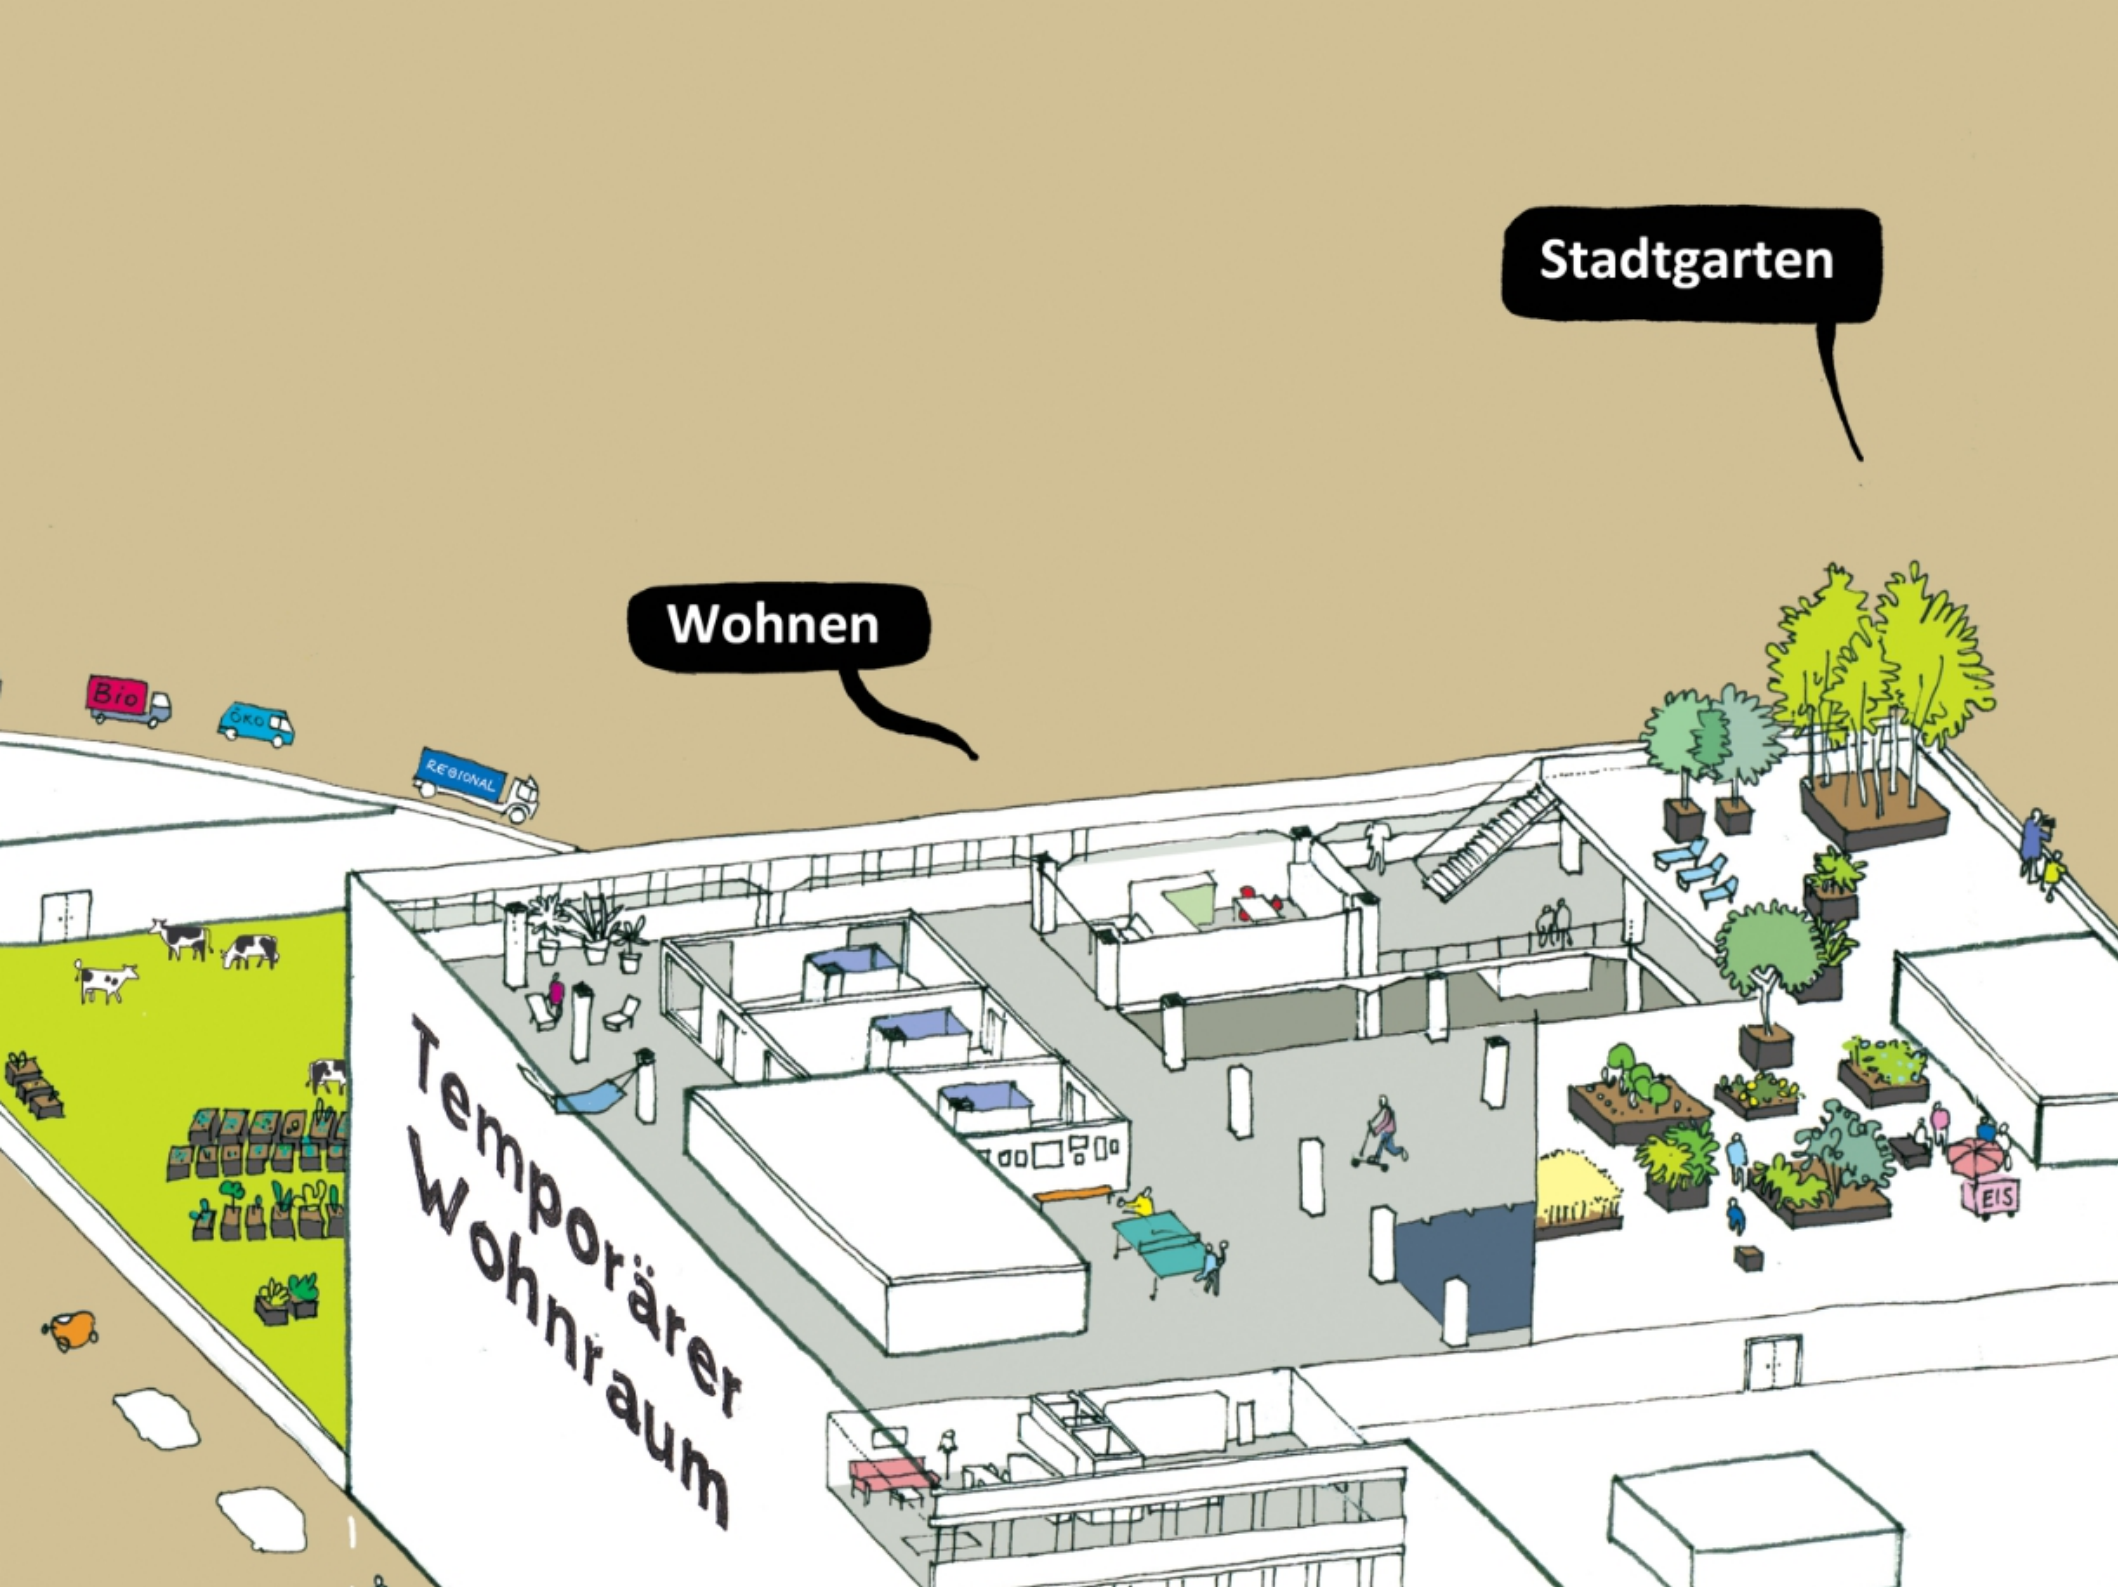 Stadtgarten
Wohnen
Bio
ÖKO
REGIONAL
Temporärer
Wohnraum
EIS